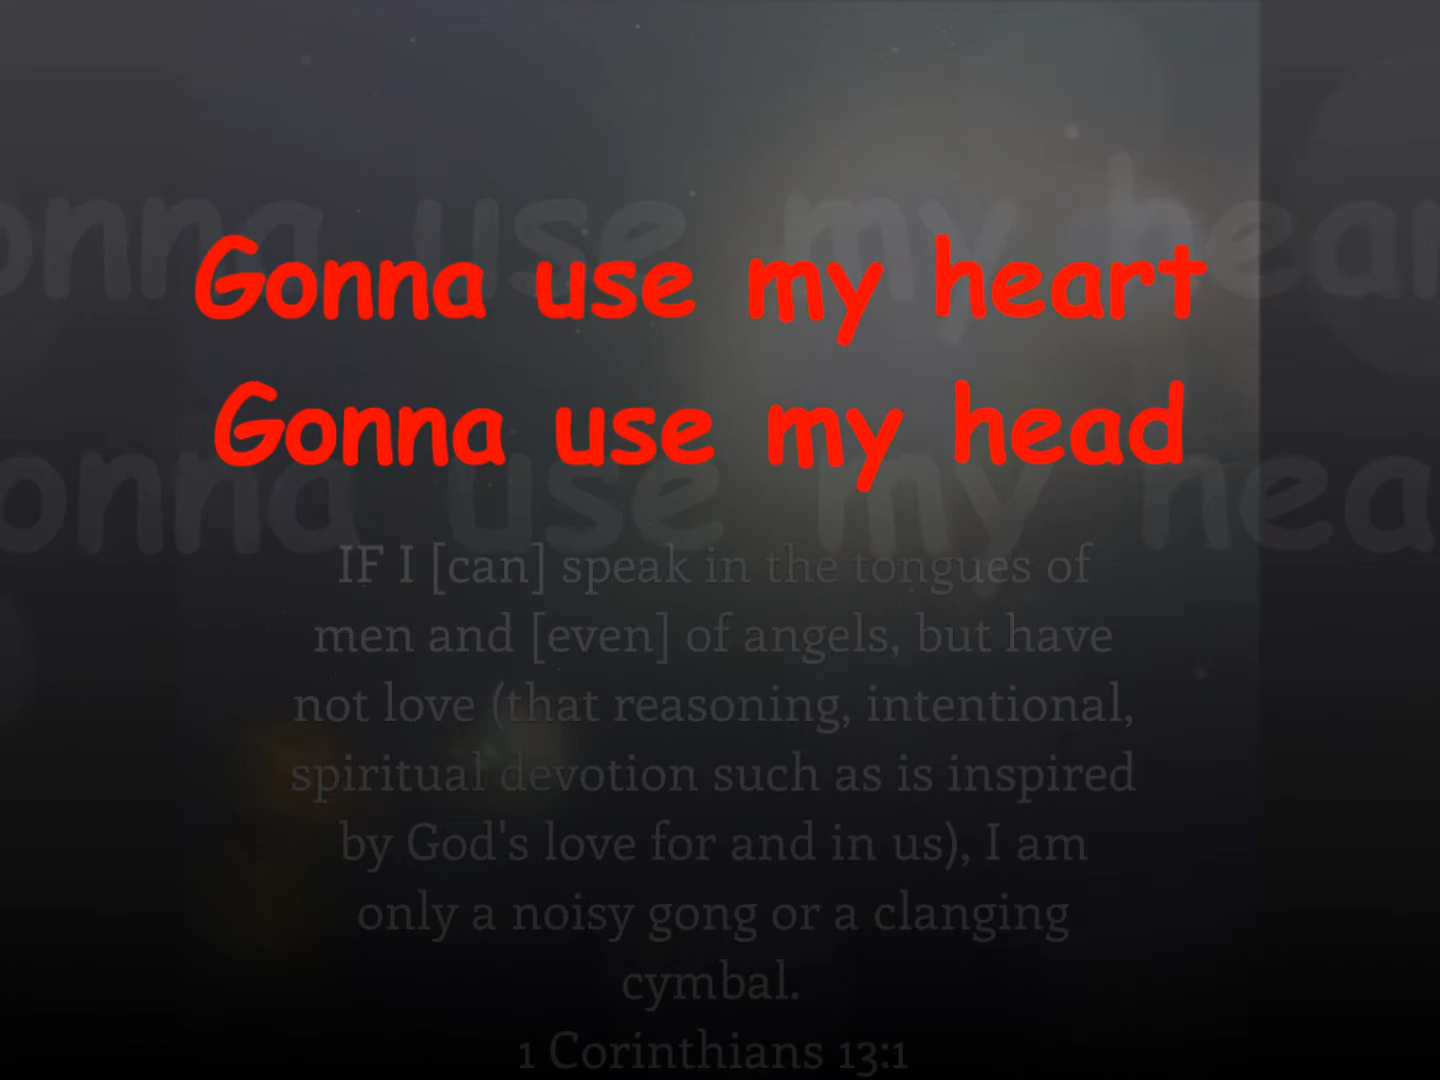 Gonna use my heart
Gonna use my head
IF I [can] speak in the tongues of
men and [even] of angels, but have
not love (that reasoning, intentional,
spiritual devotion such as is inspired
by God's love for and in us), I am
only a noisy gong or a clanging
cymbal.
1 Corinthians 13:1